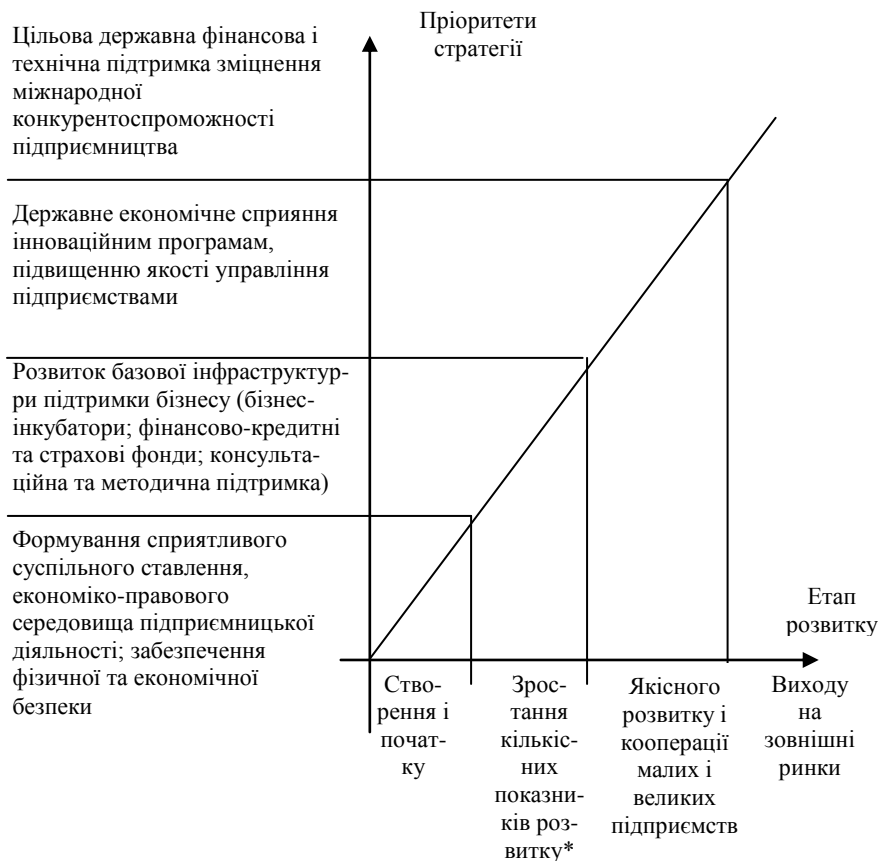 Пріоритети
стратегії
Цільова державна фінансова і
технічна підтримка зміцнення
міжнародної
конкурентоспроможності
підприємництва
Державне економічне сприяння
інноваційним програмам,
підвищенню якості управління
підприємствами
Розвиток базової інфраструктур-
ри підтримки бізнесу (бізнес-
інкубатори; фінансово-кредитні
та страхові фонди; консульта-
ційна та методична підтримка)
Формування сприятливого
суспільного ставлення,
економіко-правового
середовища підприємницької
діяльності; забезпечення
фізичної та економічної
безпеки
Етап
розвитку
Ство-
рення і
почат-
ку
Зрос-
тання
кількіс-
них
показни-
ків роз-
витку*
Якісного
розвитку і
кооперації
малих і
великих
підприємств
Виходу
на
зовнішні
ринки